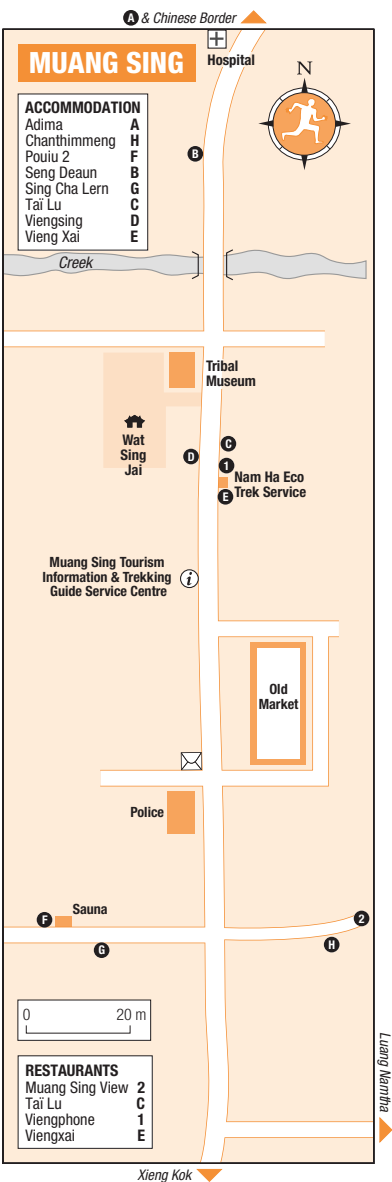 A & Chinese Border
MUANG SING
Hospital
N
ACCOMMODATION
Adima A
Chanthimmeng H
Pouiu 2 F
Seng Deaun B
Sing Cha Lern G
Taï Lu C
Viengsing D
Vieng Xai E
B
Creek
Tribal
Museum
Wat
Sing
Jai
D
C
1
Nam Ha Eco
Trek Service
E
Muang Sing Tourism
Information & Trekking
Guide Service Centre
i
Old
Market
Police
Sauna
F
G
2
H
0 20 m
RESTAURANTS
Muang Sing View 2
Taï Lu C
Viengphone 1
Viengxai E
Luang Namtha
Xieng Kok